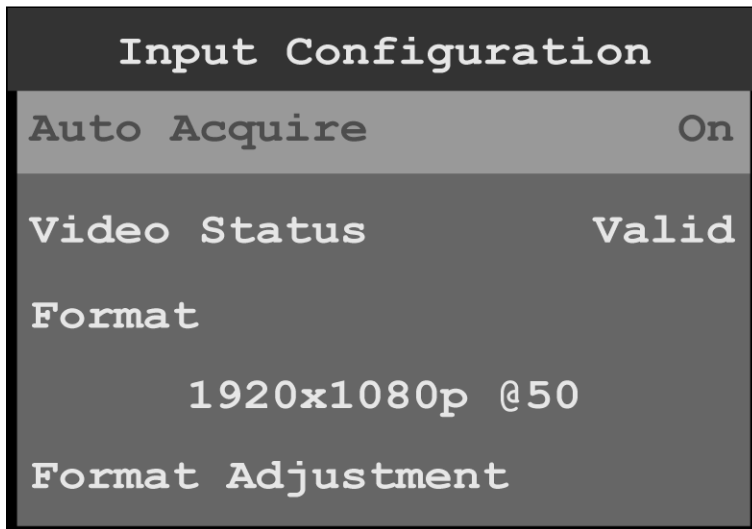 Input Configuration
Auto Acquire On
Video Status Valid
Format
1920x1080p @50
Format Adjustment